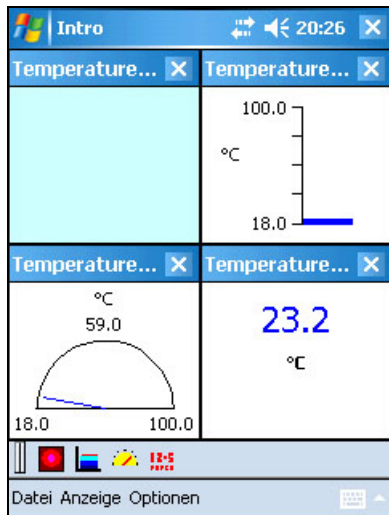 Intro 20:26
Temperature... Temperature...
100.0
°C
18.0
Temperature... Temperature...
°C
59.0
18.0 100.0
23.2
°C
Datei Anzeige Optionen